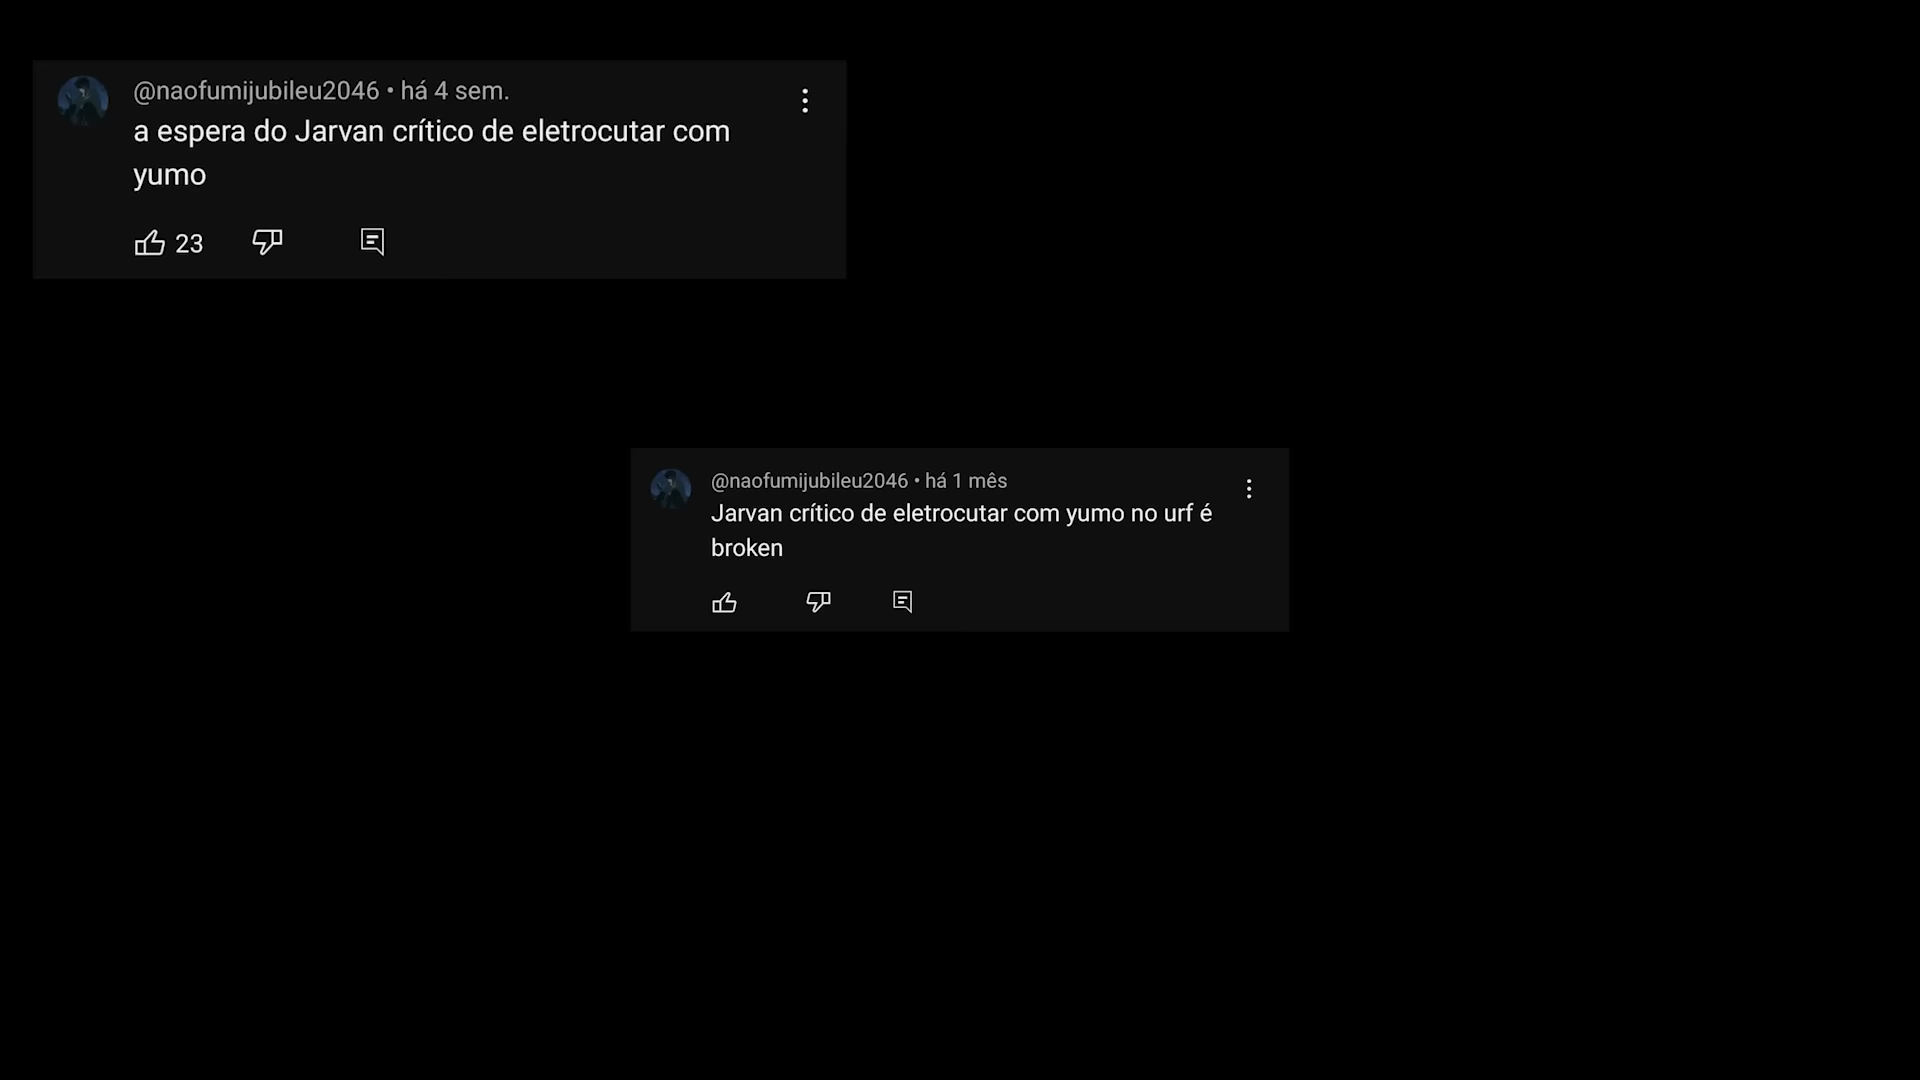 @naofumijubileu2046 • há 4 sem.
a espera do Jarvan crítico de eletrocutar com
yumo
23
@naofumijubileu2046 • há 1 mês
Jarvan crítico de eletrocutar com yumo no urf é
broken